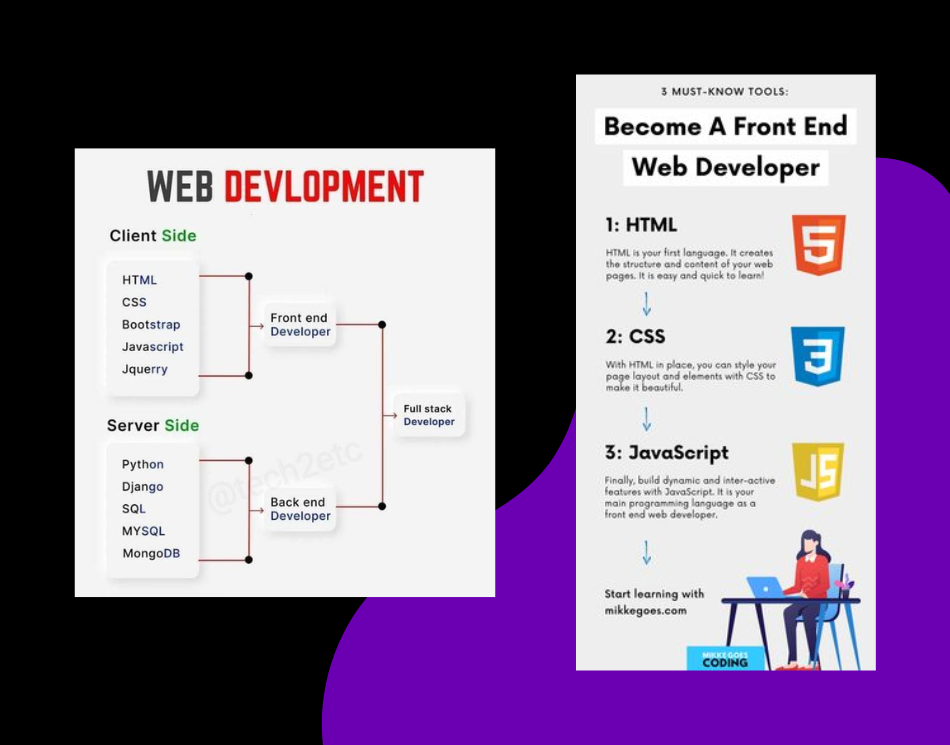 WEB DEVLOPMENT
Client Side
HTML
CSS
Bootstrap
Javascript
Jquerry
Front end
Developer
Full stack
Developer
Server Side
Python
Django
SQL
MYSQL
MongoDB
Back end
Developer
@tech2etc
3 MUST-KNOW TOOLS:
Become A Front End
Web Developer
1: HTML
HTML is your first language. It creates
the structure and content of your web
pages. It is easy and quick to learn!
5
2: CSS
With HTML in place, you can style your
page layout and elements with CSS to
make it beautiful.
3
3: JavaScript
Finally, build dynamic and inter-active
features with JavaScript. It is your
main programming language as a
front end web developer.
JS
Start learning with
mikkegoes.com
MIKKE GOES
CODING